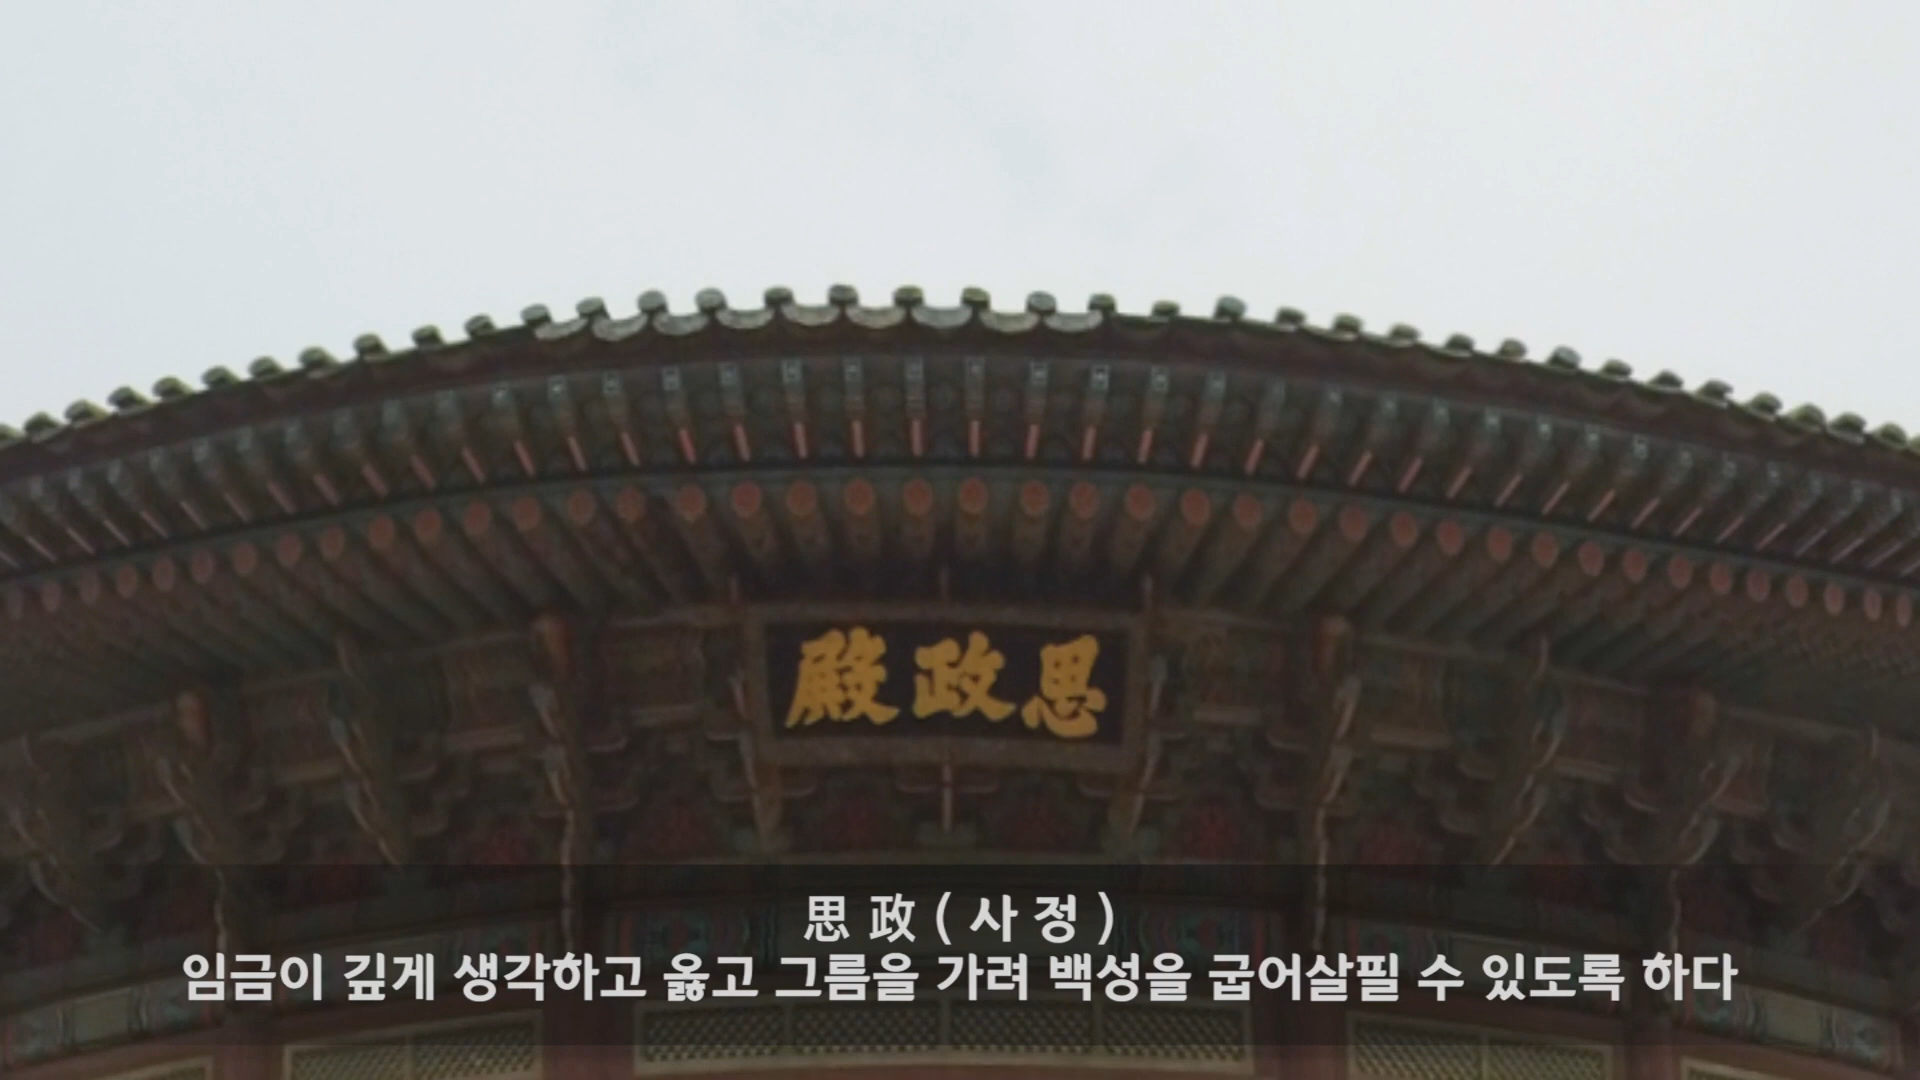 殿政思
思政(사정)
임금이 깊게 생각하고 옳고 그름을 가려 백성을 굽어살필 수 있도록 하다